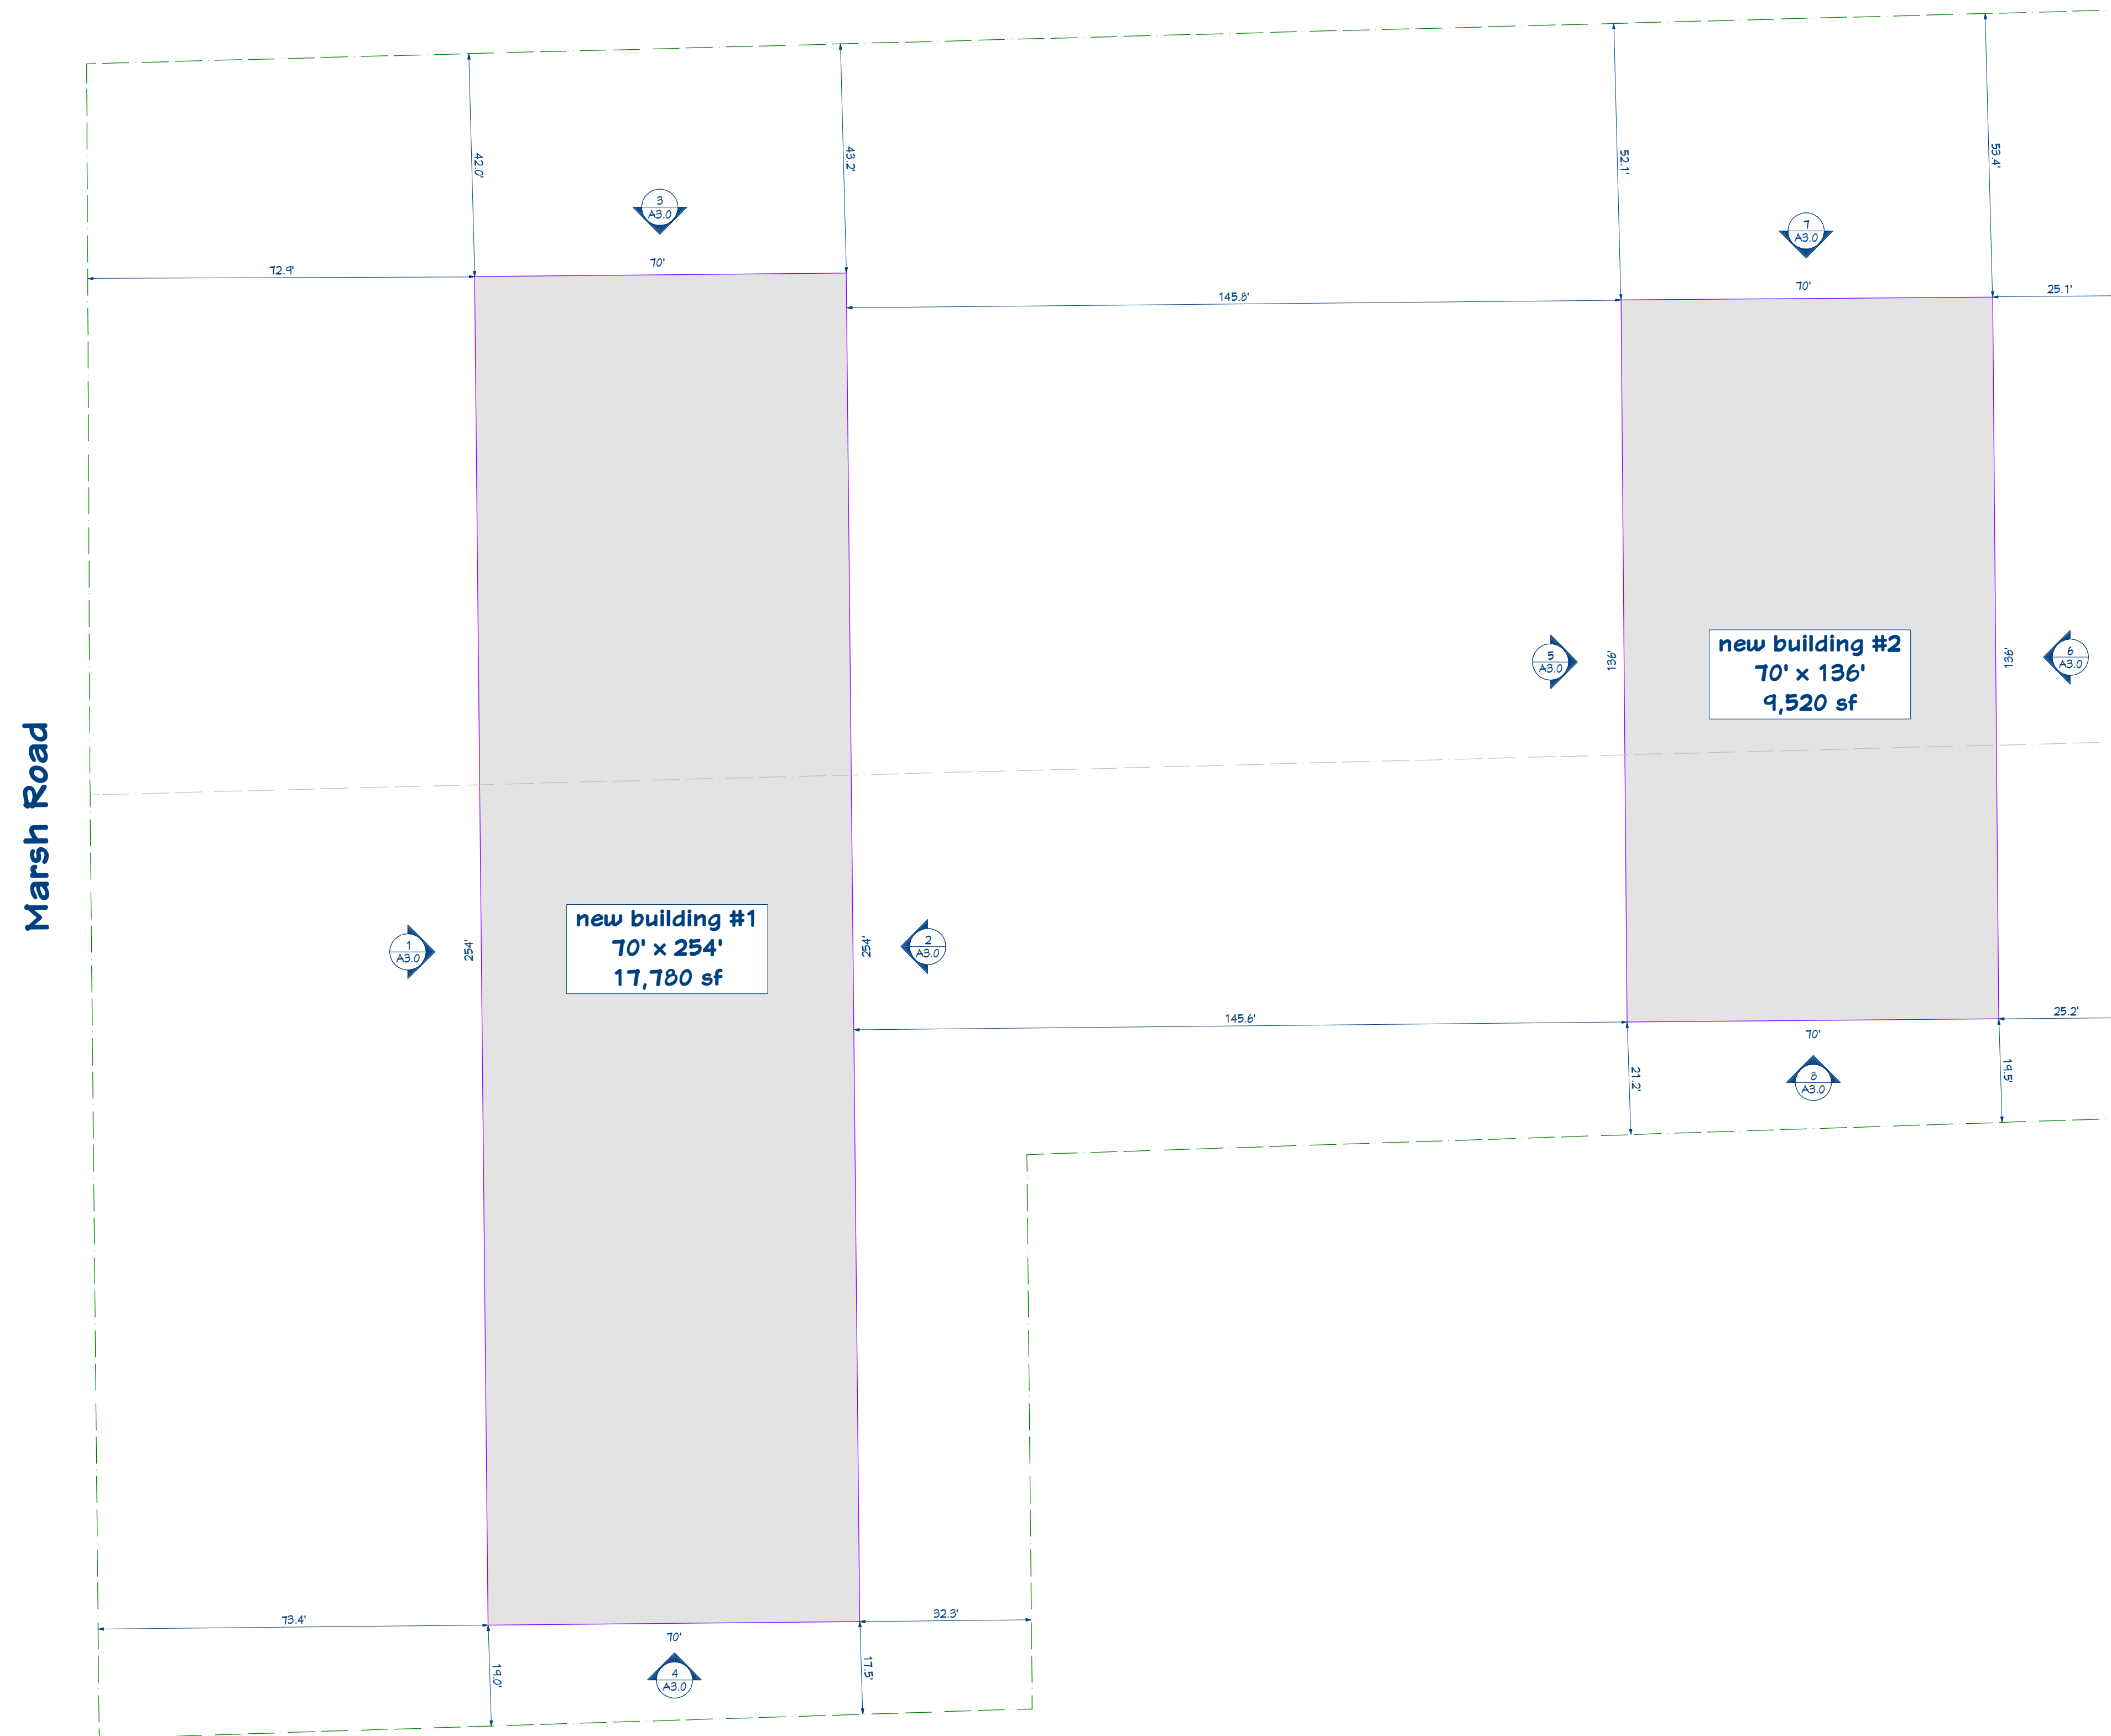 42.0'
43.2'
52.1'
53.4'
3
A3.0
7
A3.0
72.9'
70'
145.8'
70'
25.1'
new building #2
70' x 136'
9,520 sf
5
A3.0
136'
136'
6
A3.0
Marsh Road
new building #1
70' x 254'
17,780 sf
1
A3.0
254'
254'
2
A3.0
145.6'
25.2'
70'
21.2'
8
A3.0
19.5'
73.4'
32.3'
70'
19.0'
4
A3.0
17.5'